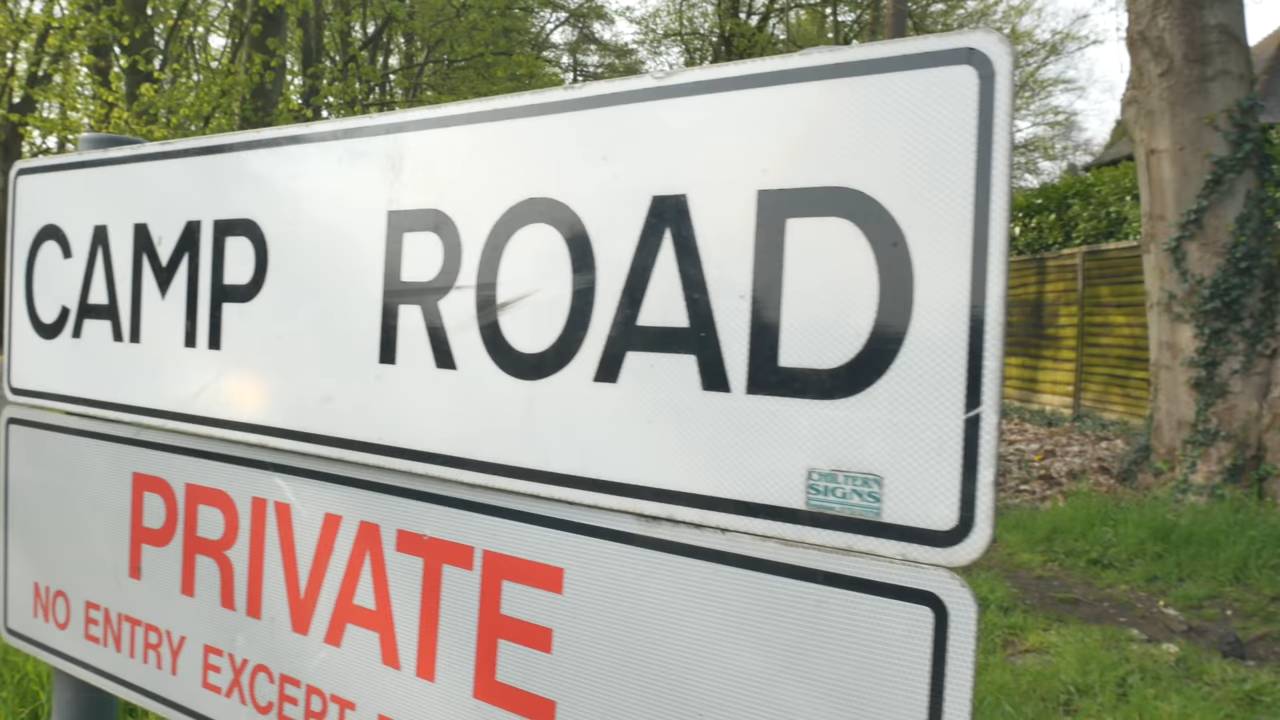 CAMP ROAD
CHILTERN
SIGNS
PRIVATE
NO ENTRY EXCEPT